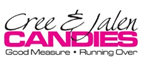 Cree & Jalen
CANDIES
Good Measure • Running Over